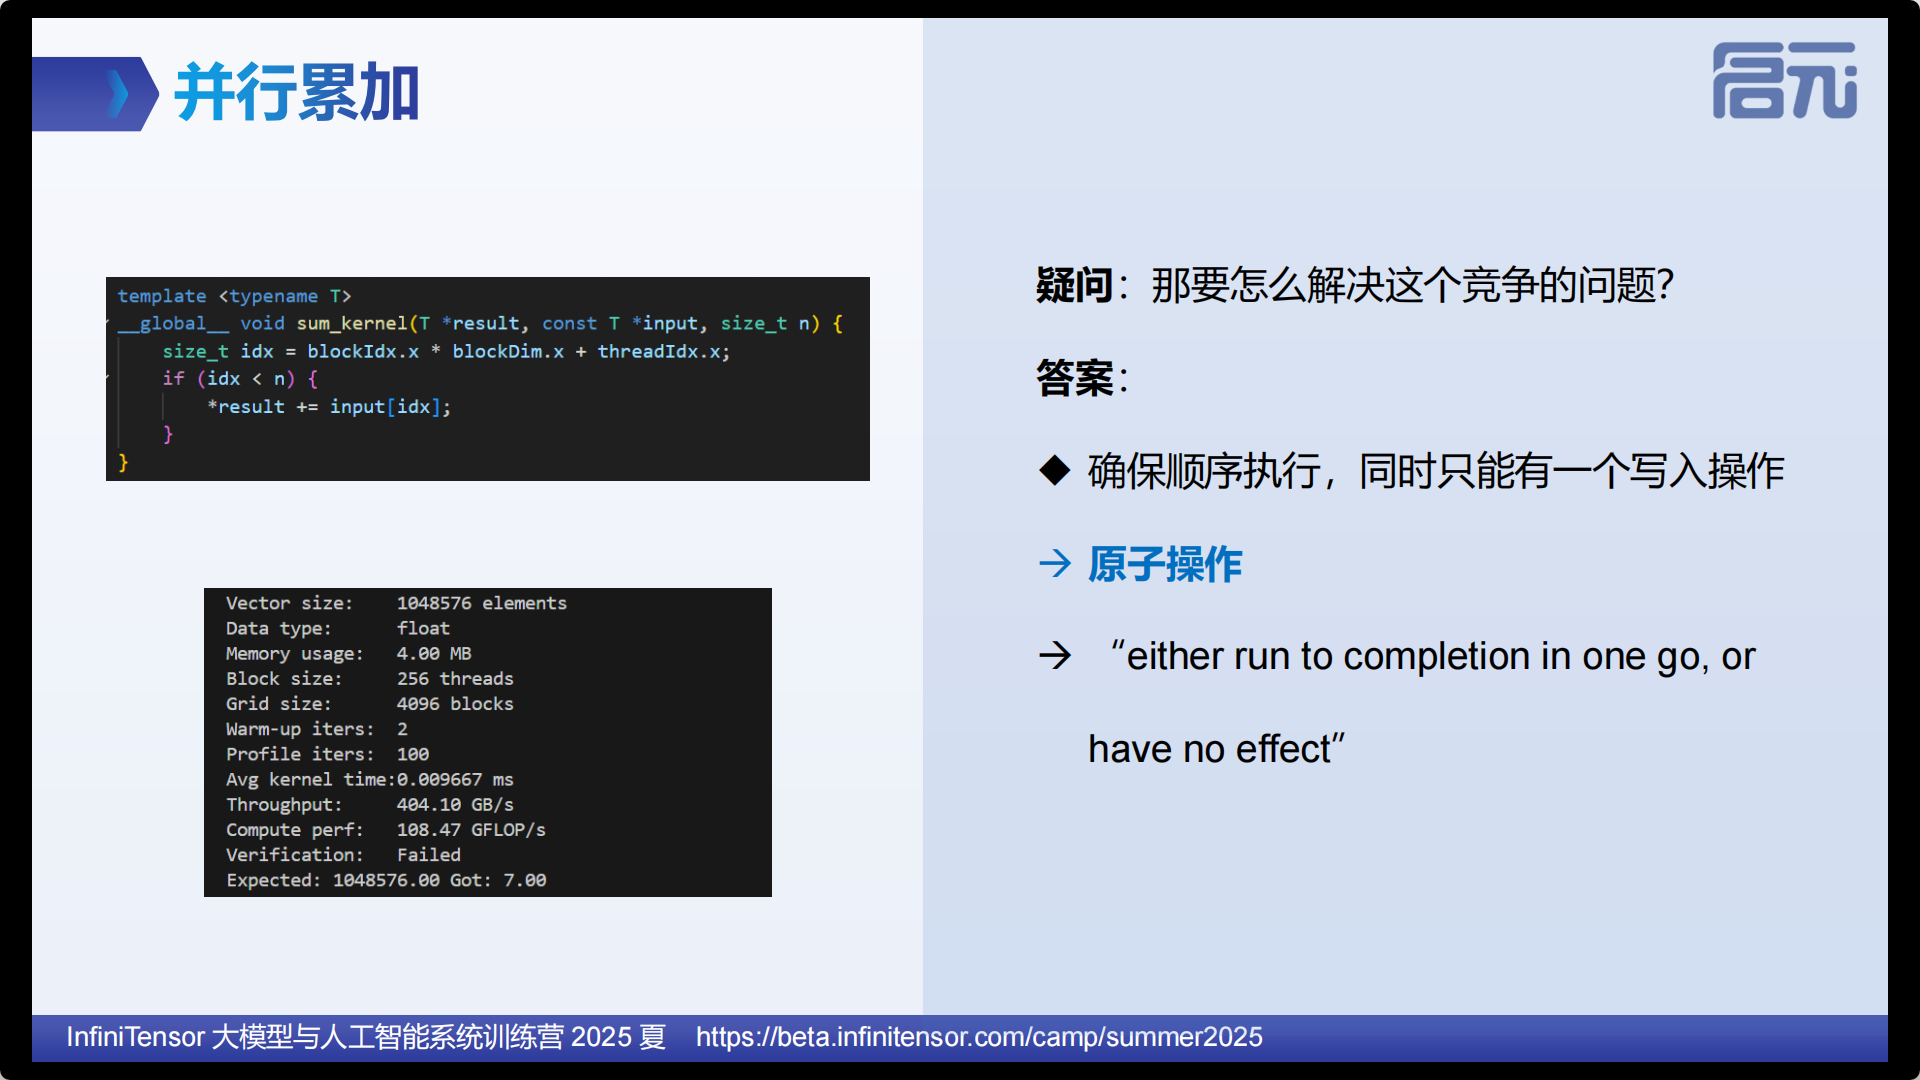 并行累加
启元
template <typename T>
__global__ void sum_kernel(T *result, const T *input, size_t n) {
    size_t idx = blockIdx.x * blockDim.x + threadIdx.x;
    if (idx < n) {
        *result += input[idx];
    }
}
Vector size:    1048576 elements
Data type:      float
Memory usage:   4.00 MB
Block size:     256 threads
Grid size:      4096 blocks
Warm-up iters:  2
Profile iters:  100
Avg kernel time:0.009667 ms
Throughput:     404.10 GB/s
Compute perf:   108.47 GFLOP/s
Verification:   Failed
Expected: 1048576.00 Got: 7.00
疑问：那要怎么解决这个竞争的问题？
答案：
◆ 确保顺序执行，同时只能有一个写入操作
→ 原子操作
→ “either run to completion in one go, or
have no effect”
InfiniTensor 大模型与人工智能系统训练营 2025 夏 https://beta.infinitensor.com/camp/summer2025